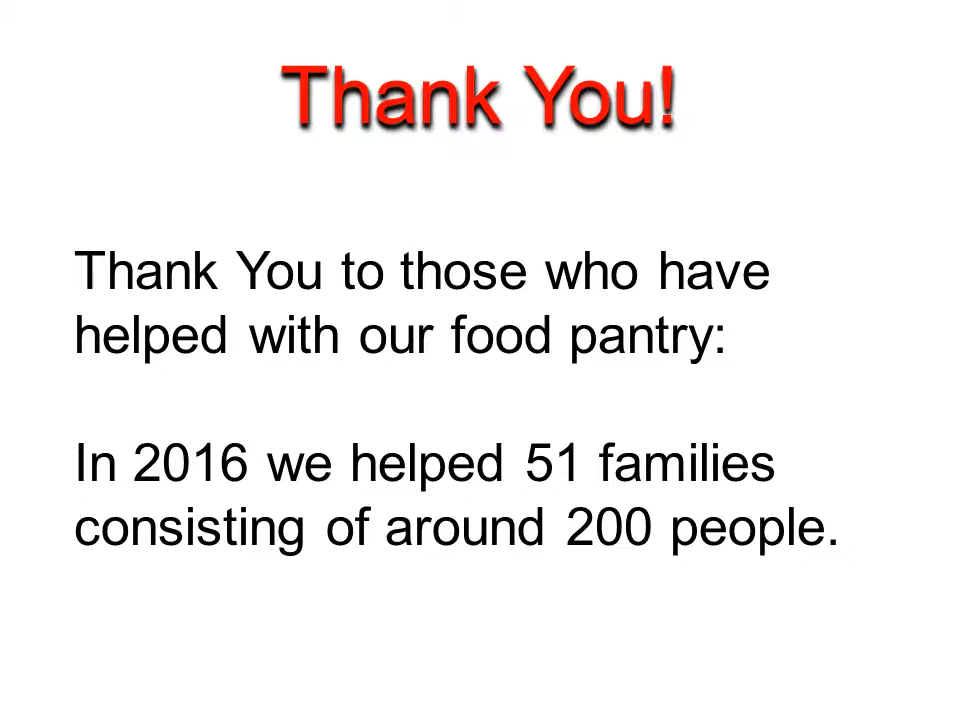 Thank You!
Thank You to those who have
helped with our food pantry:
In 2016 we helped 51 families
consisting of around 200 people.